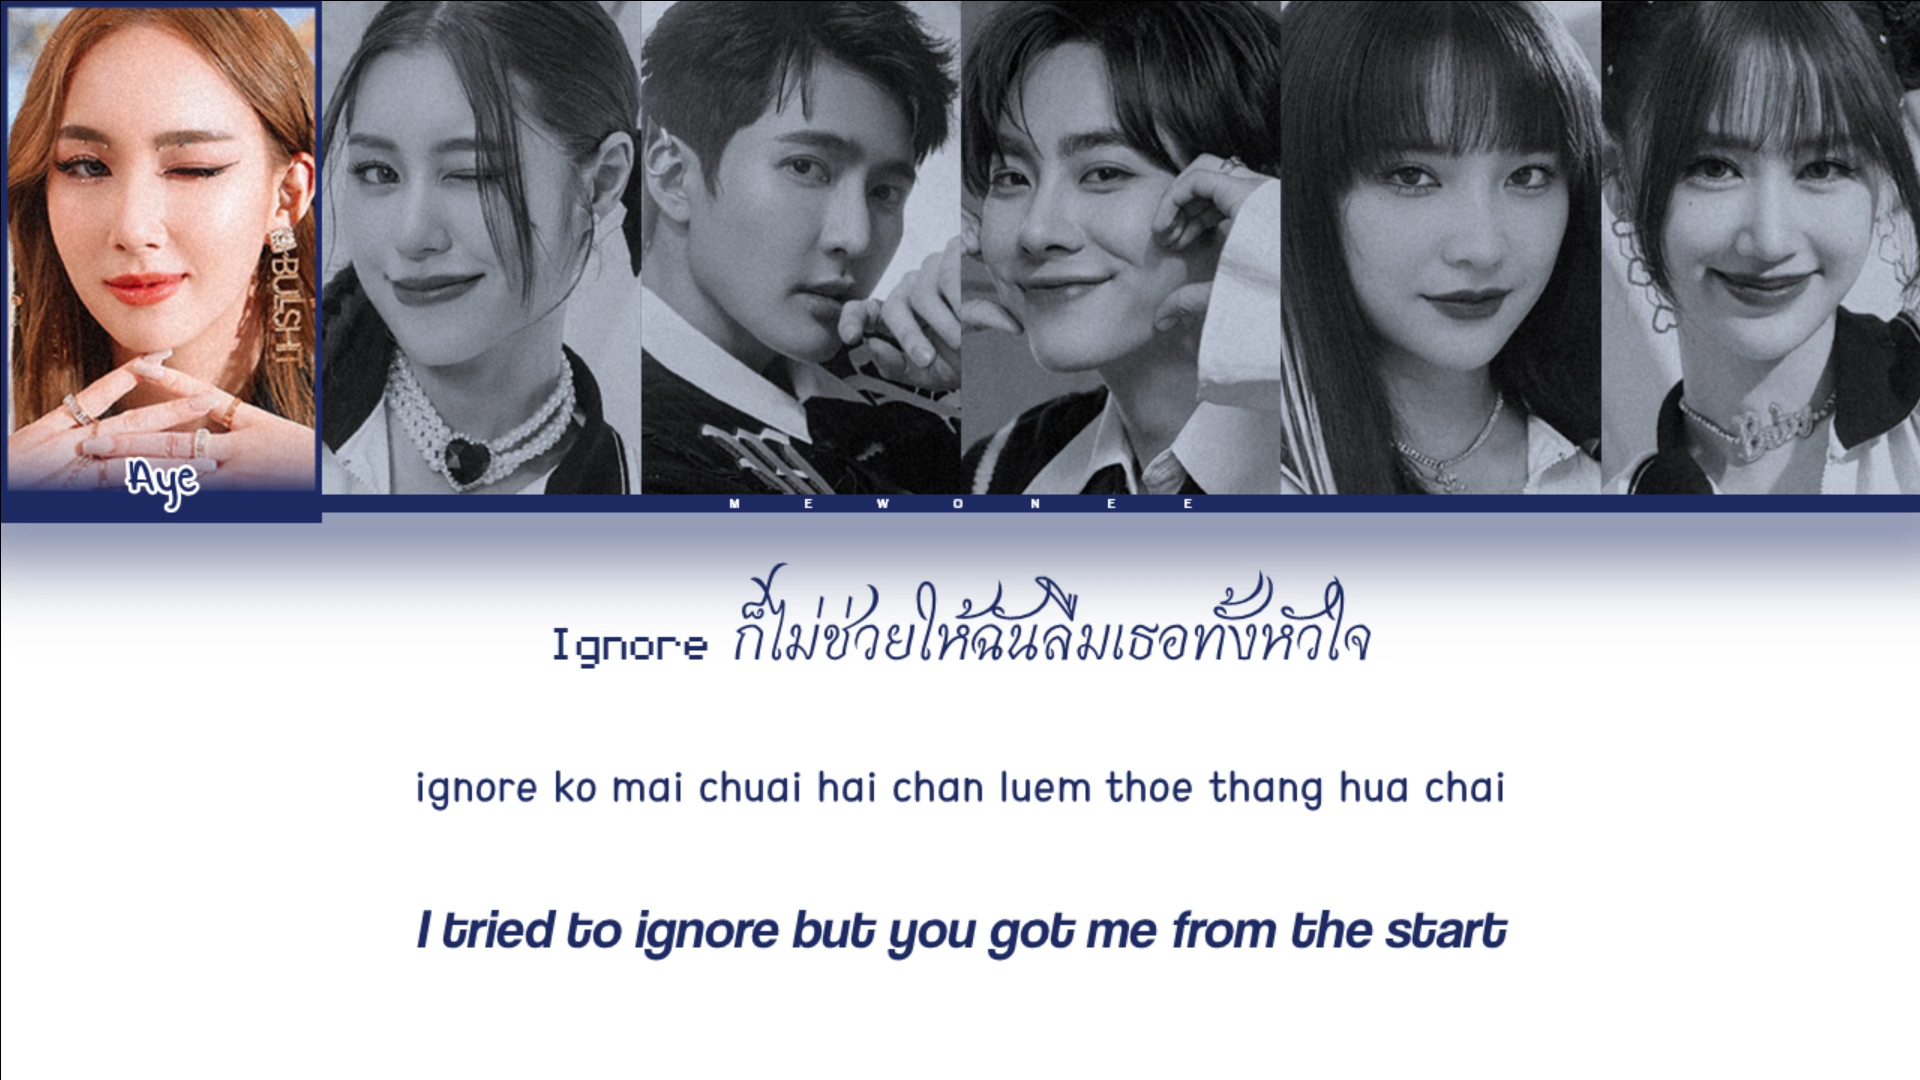 BULLSHIT
Aye
MEWONEE
Ignore ก็ไม่ช่วยให้ฉันลืมเธอทั้งหัวใจ
ignore ko mai chuai hai chan luem thoe thang hua chai
I tried to ignore but you got me from the start